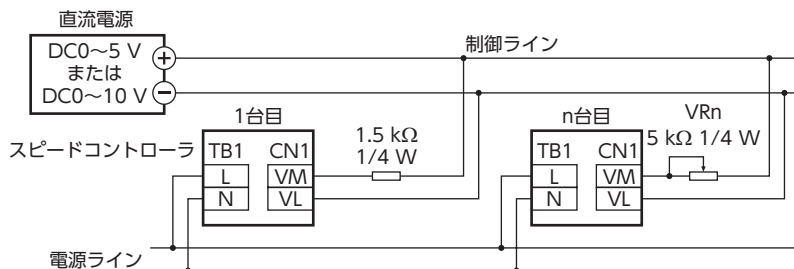 直流電源
DC0～5 V
または
DC0～10 V
+
−
制御ライン
1台目
n台目
スピードコントローラ
TB1 CN1
L VM
N VL
1.5 kΩ
1/4 W
TB1 CN1
L VM
N VL
VRn
5 kΩ 1/4 W
電源ライン